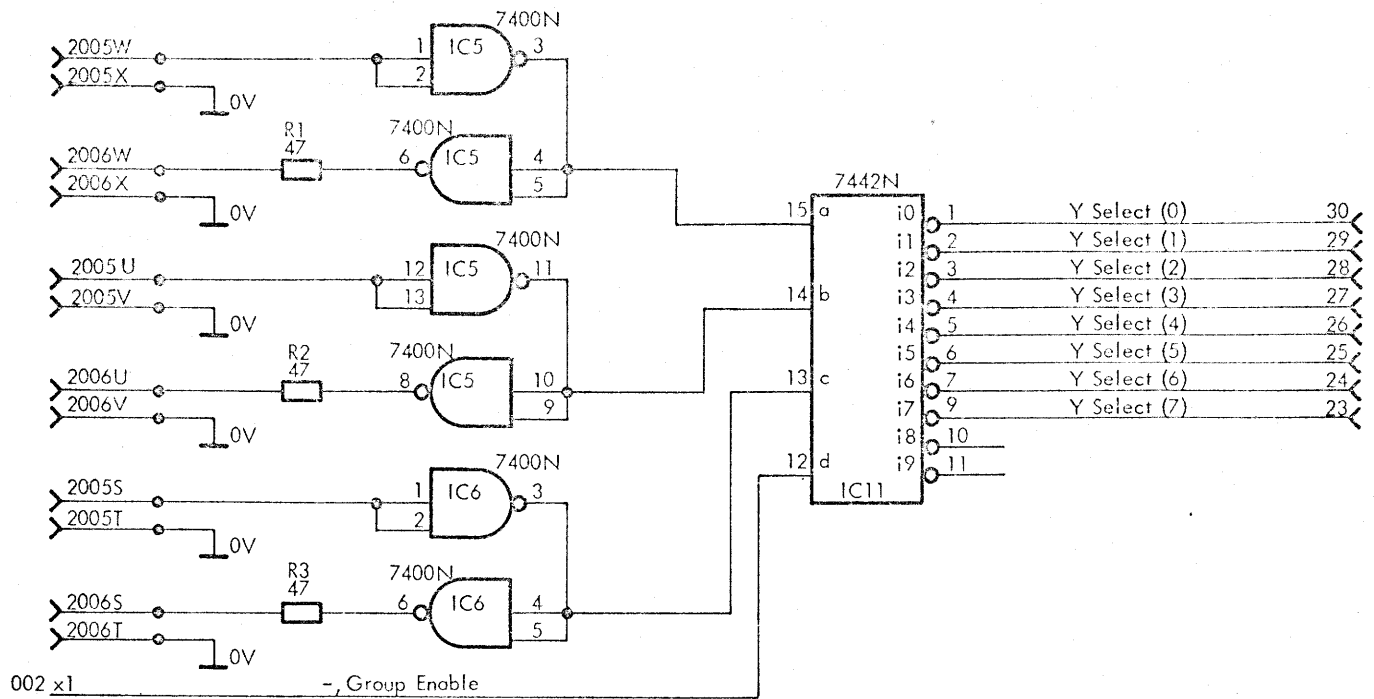 7400N
2005W
1
IC5
3
2
2005X
0V
R1
47
7400N
2006W
6
IC5
4
5
2006X
0V
7442N
15
a
i0
1
Y Select (0)
30
i1
2
Y Select (1)
29
7400N
2005U
12
IC5
11
13
i2
3
Y Select (2)
28
2005V
0V
14
b
i3
4
Y Select (3)
27
i4
5
Y Select (4)
26
R2
47
7400N
2006U
8
IC5
10
9
i5
6
Y Select (5)
25
2006V
0V
13
c
i6
7
Y Select (6)
24
i7
9
Y Select (7)
23
i8
10
7400N
12
d
i9
11
2005S
1
IC6
3
2
IC11
2005T
0V
R3
47
7400N
2006S
6
IC6
4
5
2006T
0V
002 x1
-, Group Enable